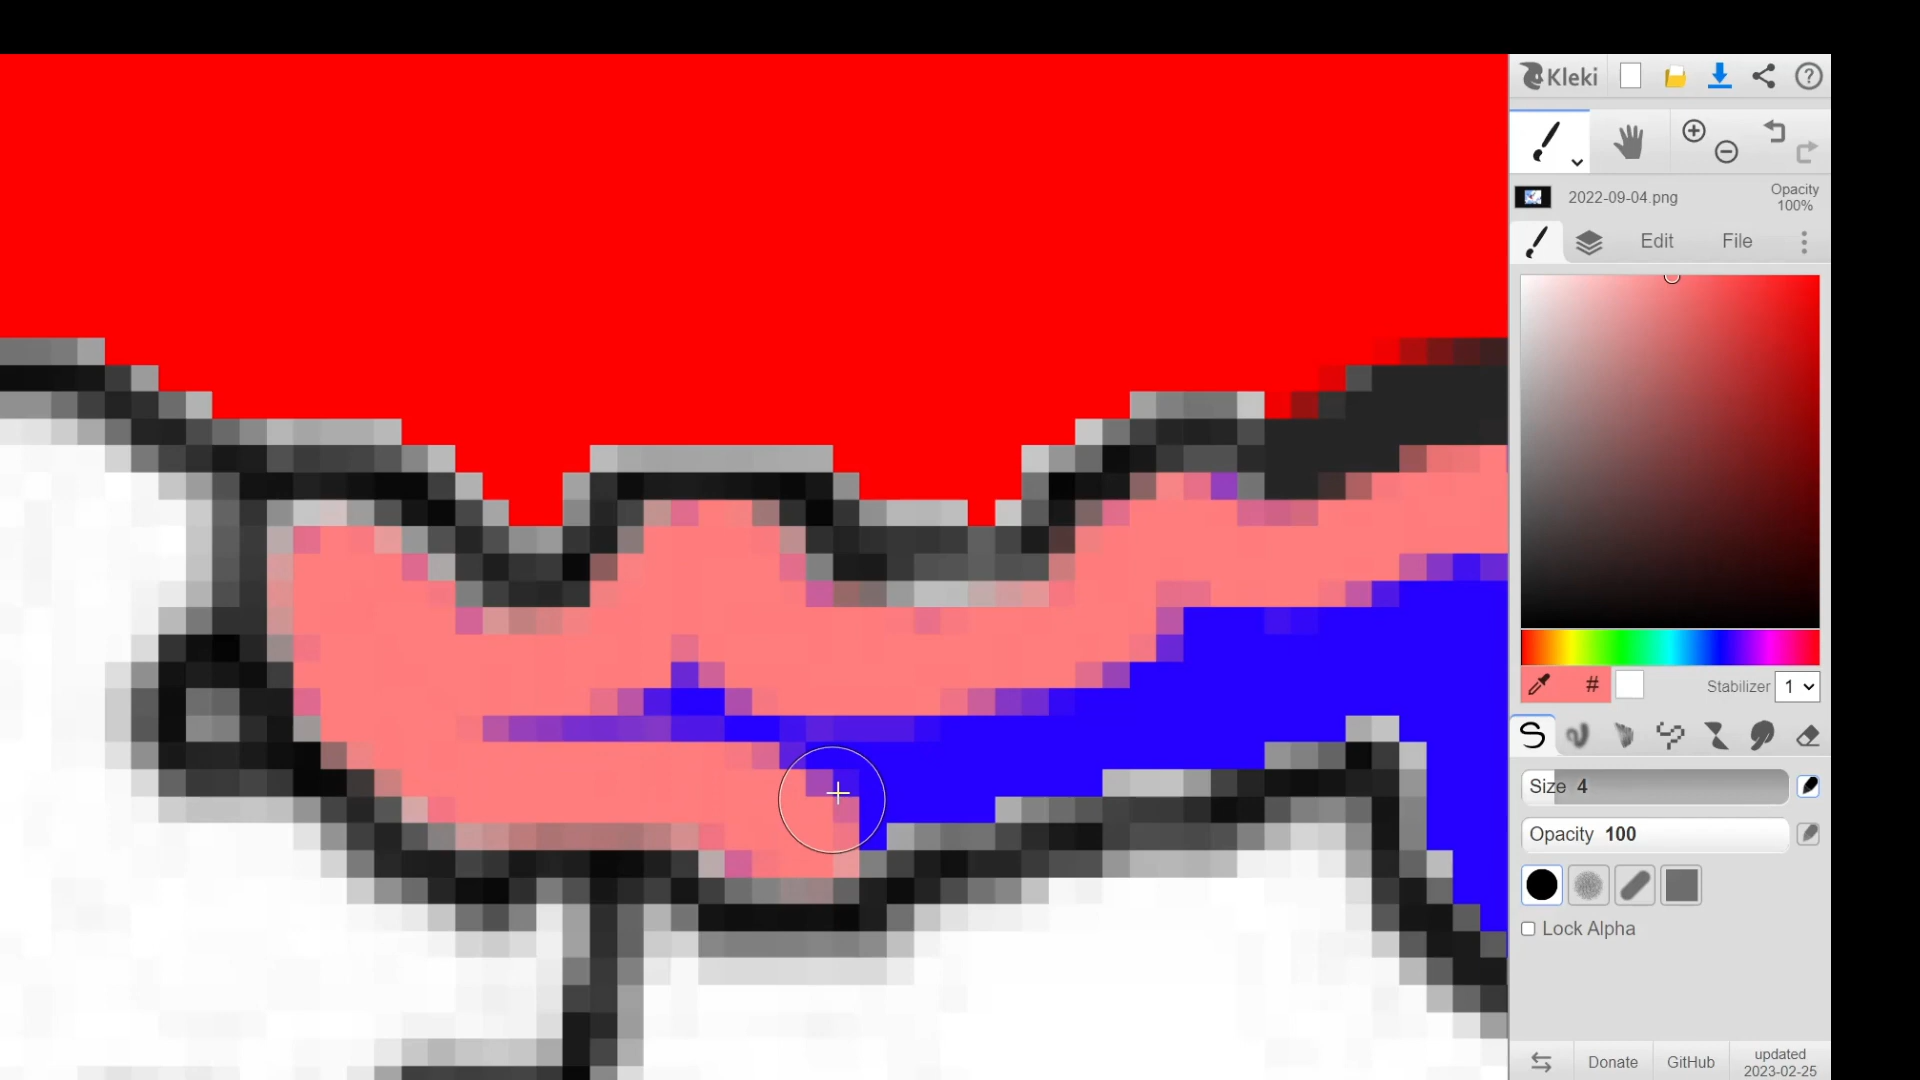 Kleki
2022-09-04.png
Opacity
100%
Edit
File
#
Stabilizer 1
Size 4
Opacity 100
Lock Alpha
Donate
GitHub
updated
2023-02-25